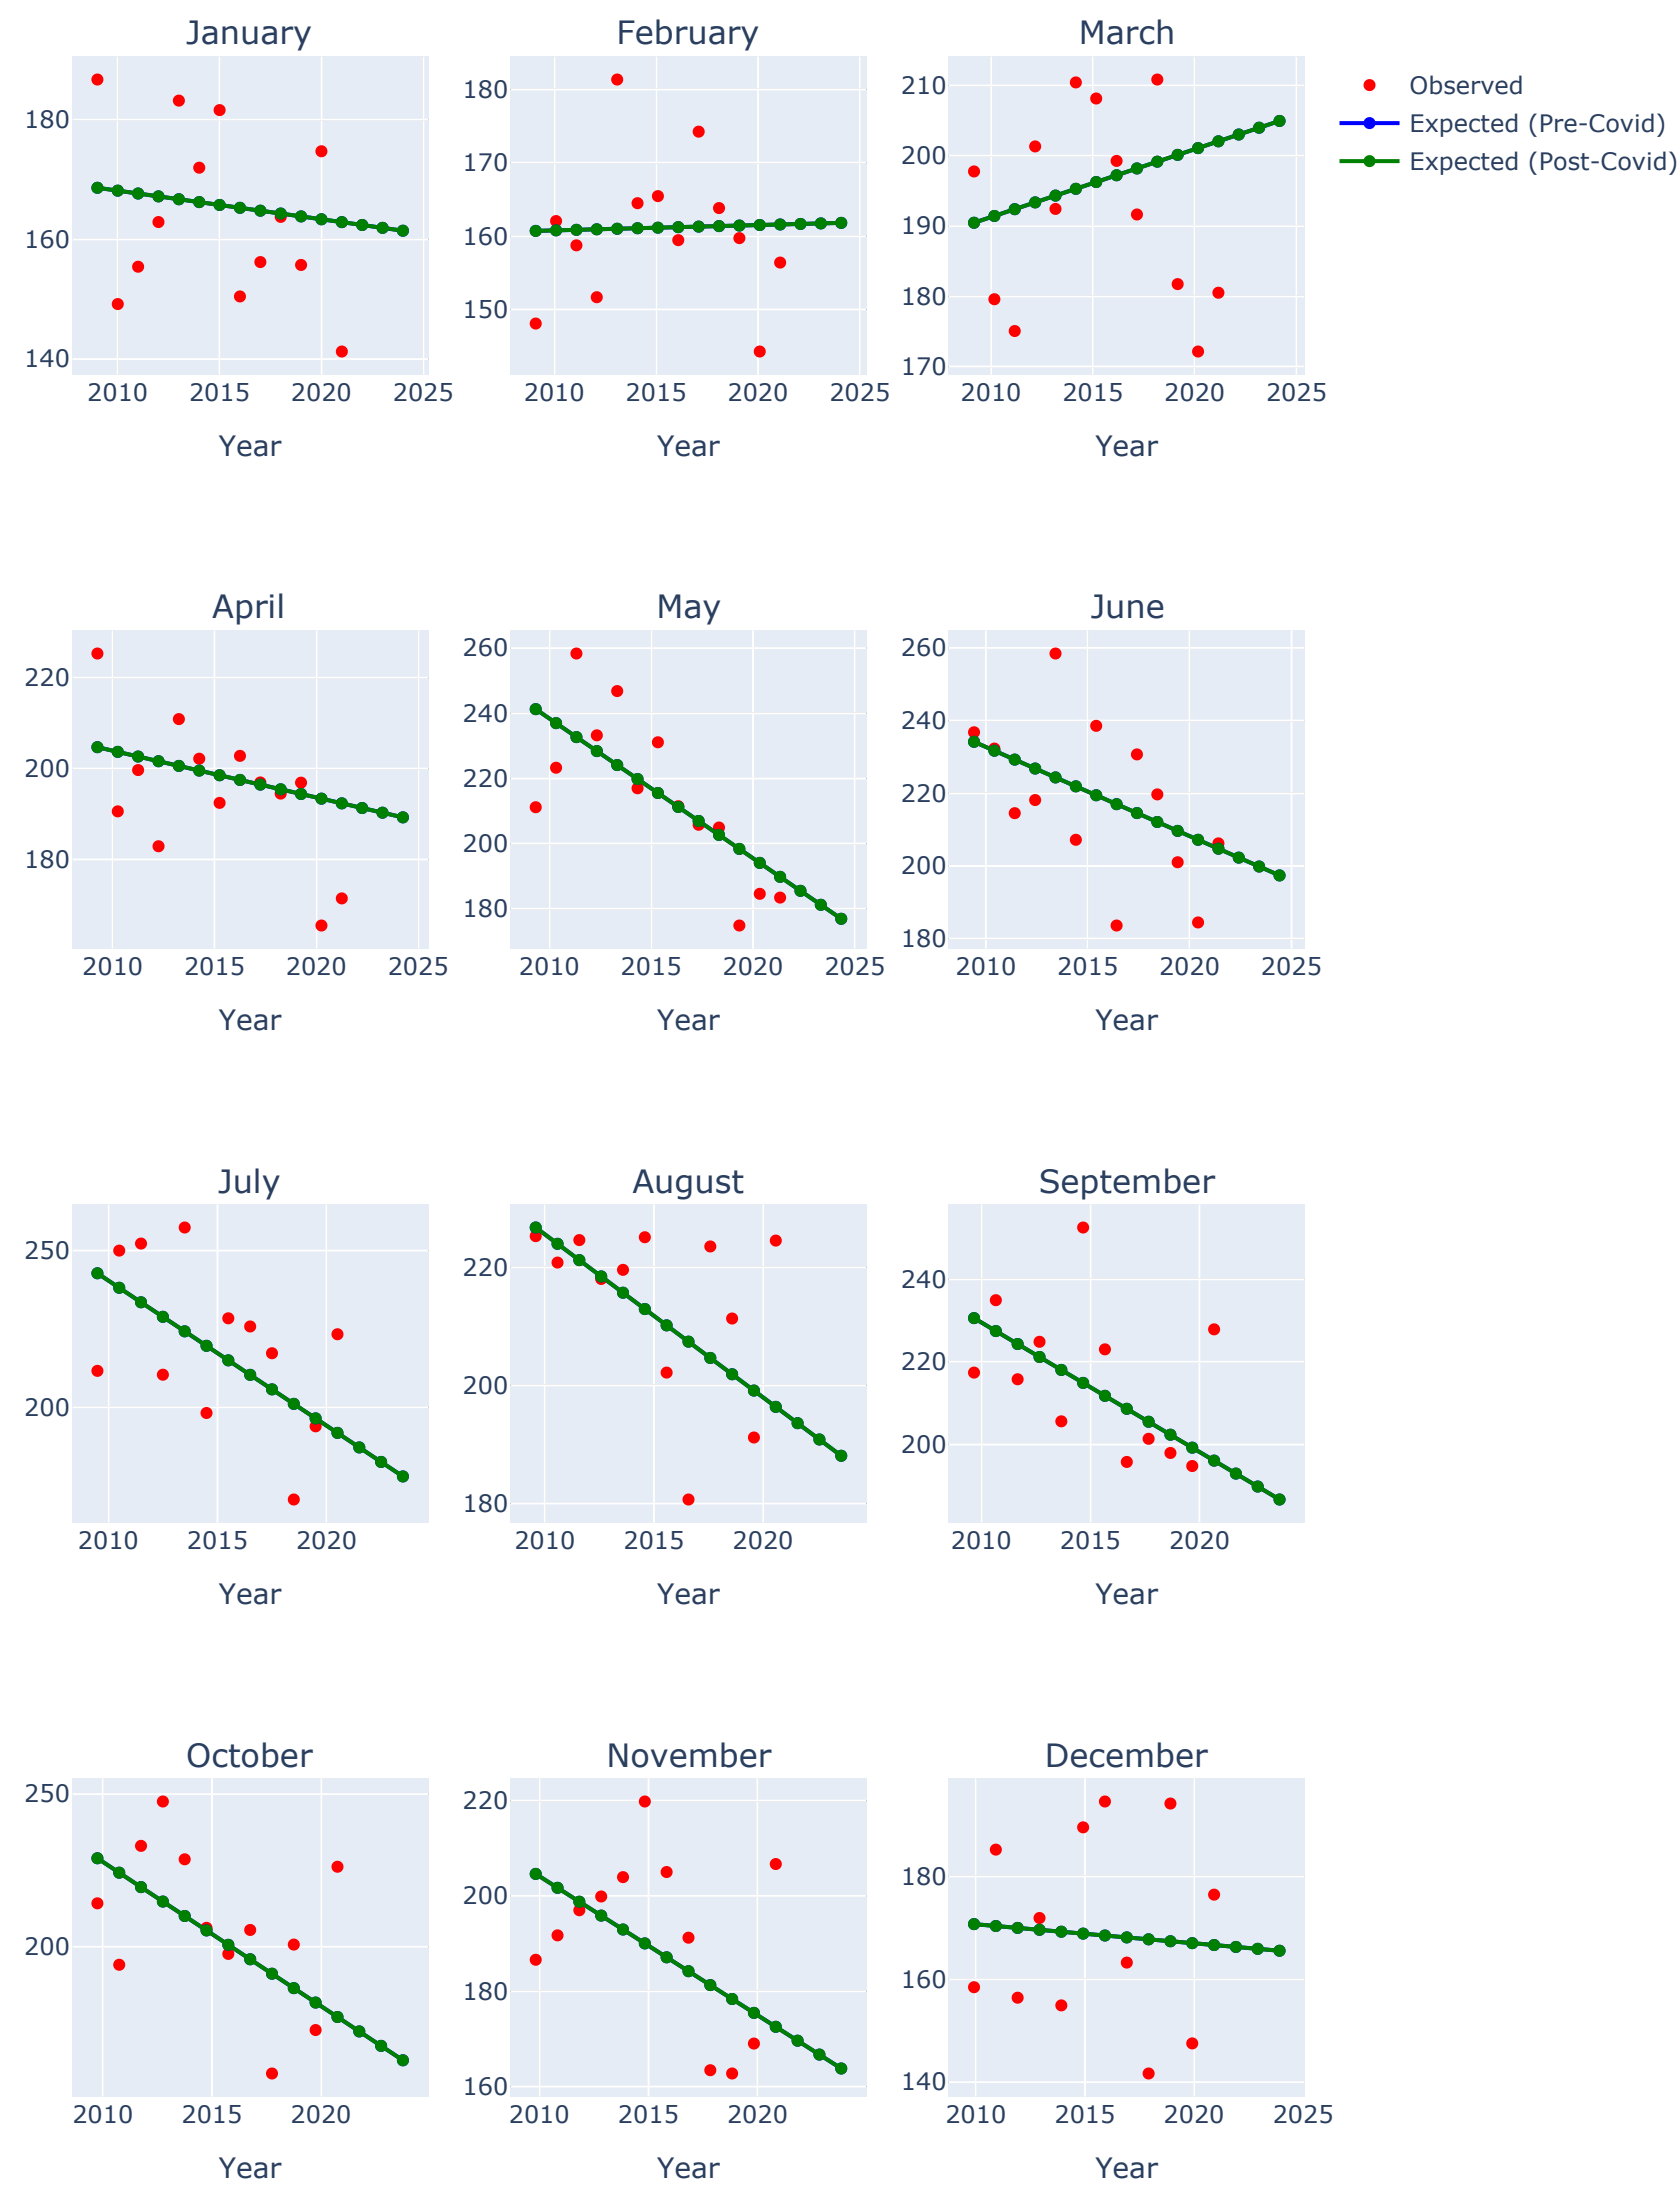 January
180
160
140
2010 2015 2020 2025
Year
February
180
170
160
150
2010 2015 2020 2025
Year
March
210
200
190
180
170
2010 2015 2020 2025
Year
Observed
Expected (Pre-Covid)
Expected (Post-Covid)
April
220
200
180
2010 2015 2020 2025
Year
May
260
240
220
200
180
2010 2015 2020 2025
Year
June
260
240
220
200
180
2010 2015 2020 2025
Year
July
250
200
2010 2015 2020
Year
August
220
200
180
2010 2015 2020
Year
September
240
220
200
2010 2015 2020
Year
October
250
200
2010 2015 2020
Year
November
220
200
180
160
2010 2015 2020
Year
December
180
160
140
2010 2015 2020 2025
Year